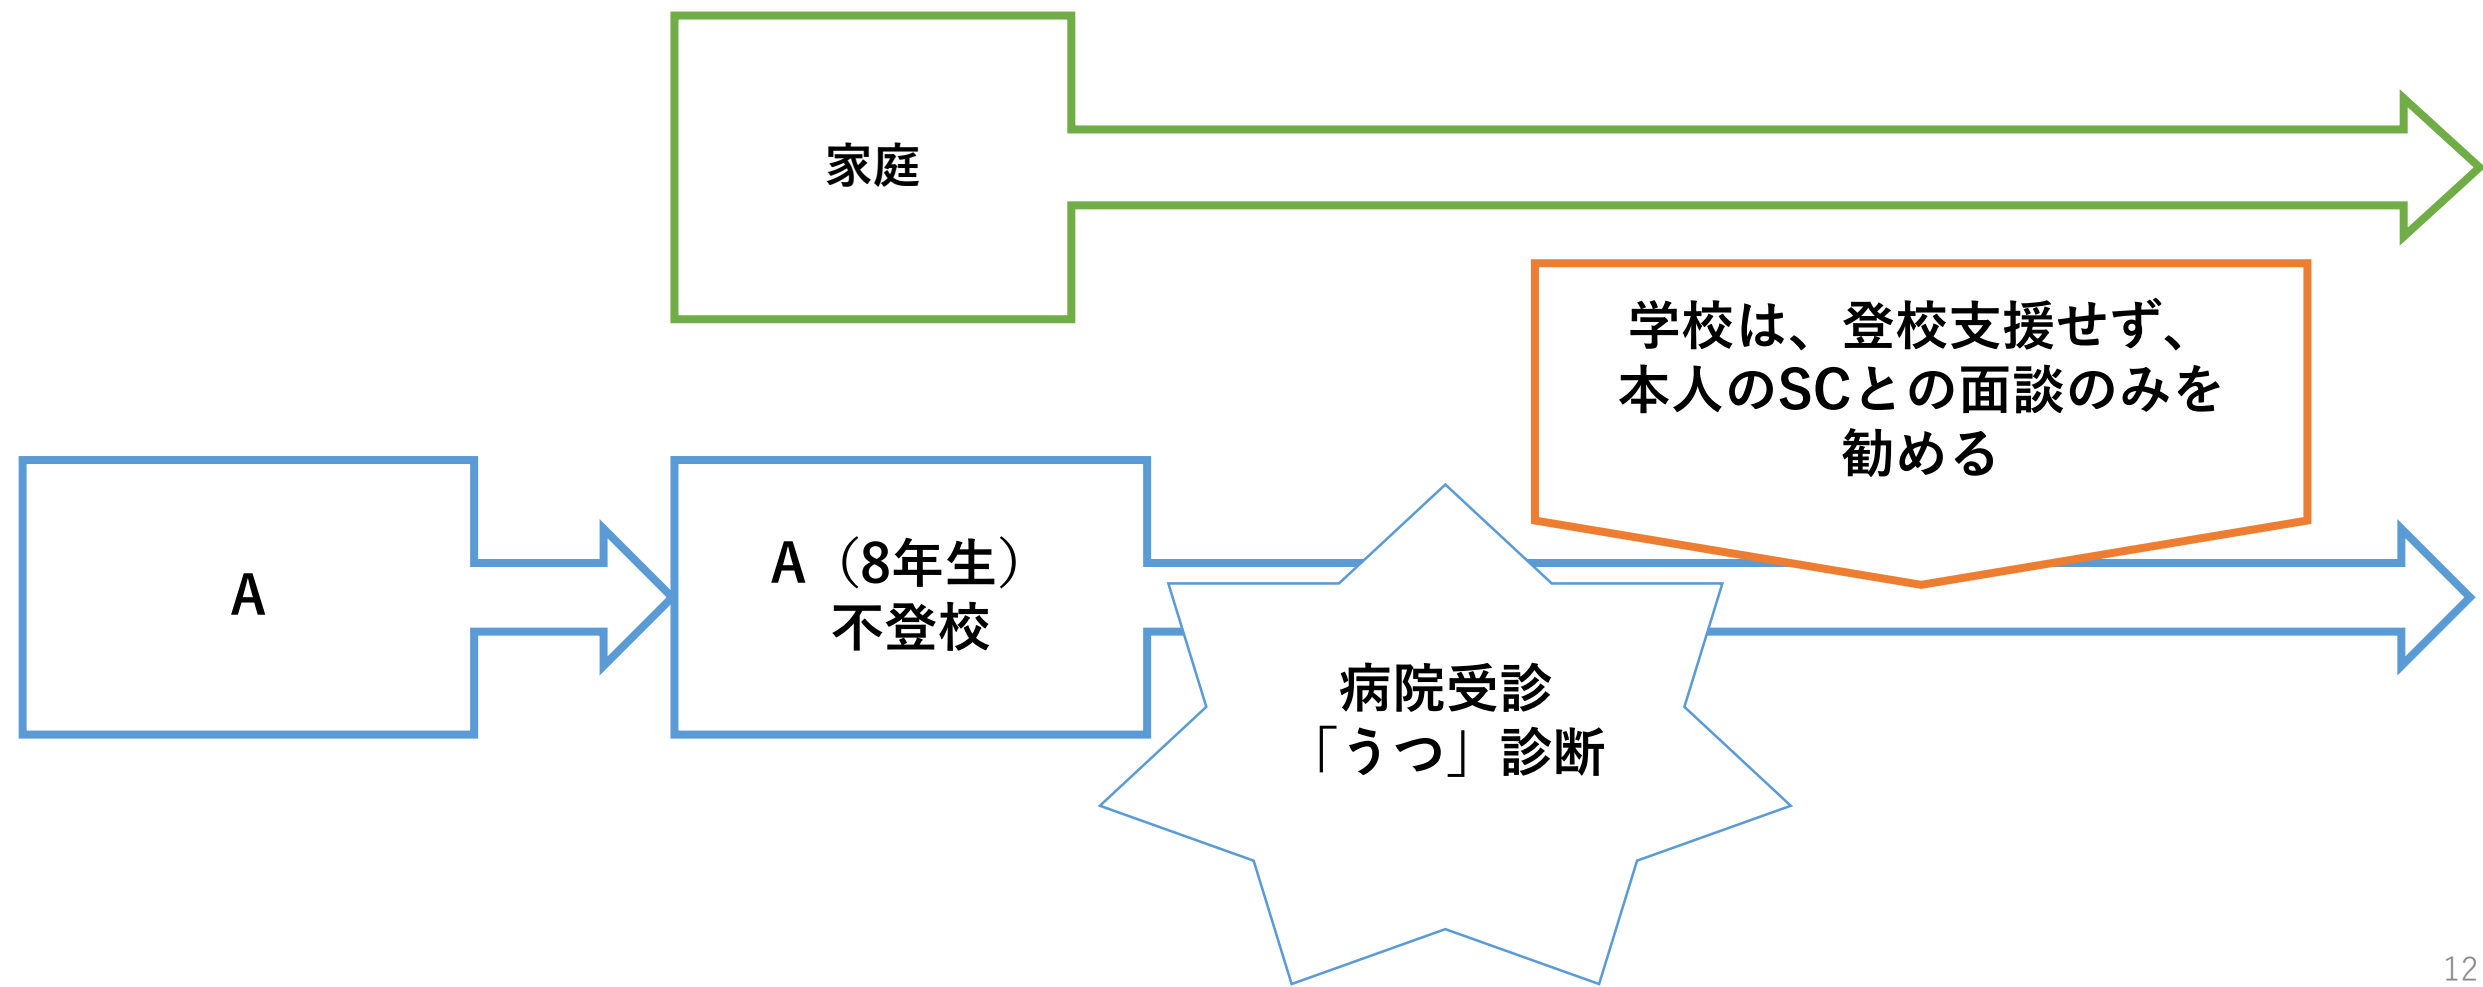 家庭
学校は、登校支援せず、
本人のSCとの面談のみを
勧める
A
A（8年生）
不登校
病院受診
「うつ」診断
12